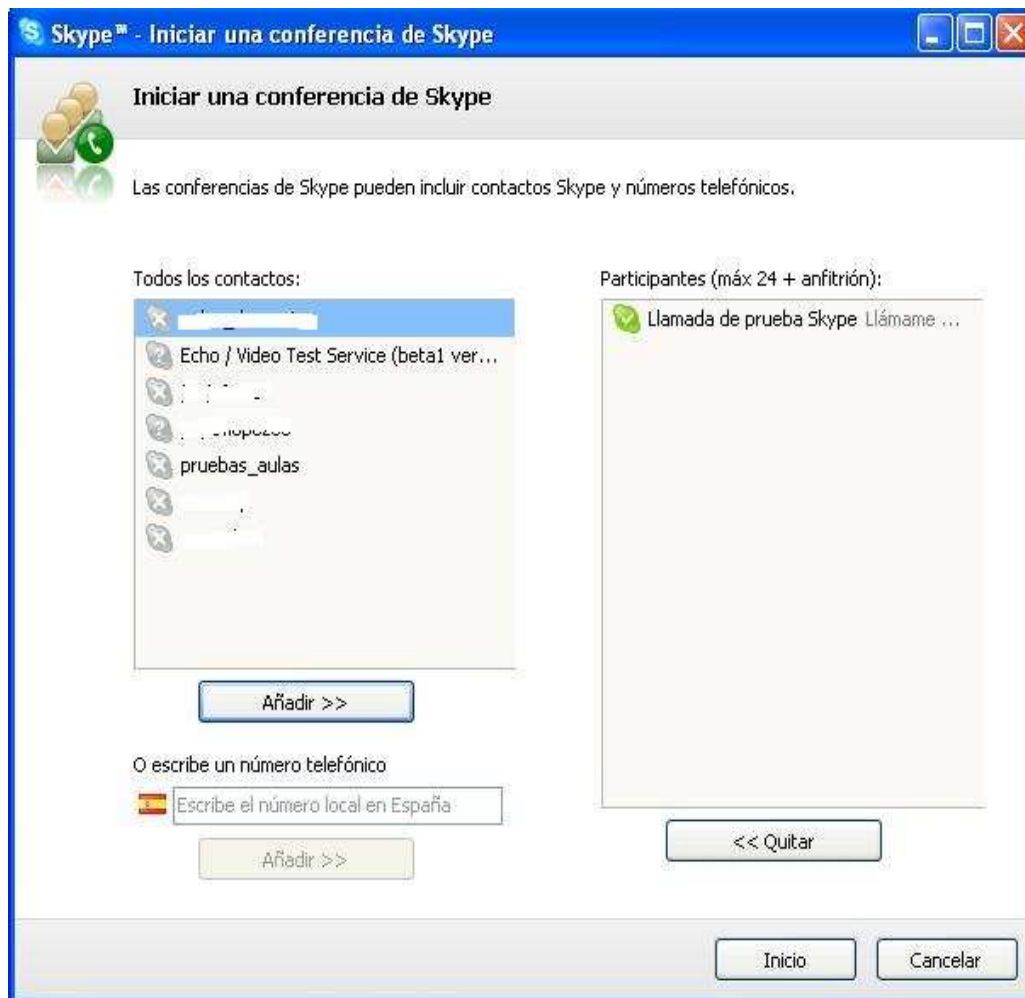 Skype™ - Iniciar una conferencia de Skype
Iniciar una conferencia de Skype
Las conferencias de Skype pueden incluir contactos Skype y números telefónicos.
Todos los contactos:
Echo / Video Test Service (beta1 ver...
pruebas_aulas
Añadir >>
O escribe un número telefónico
Escribe el número local en España
Añadir >>
Participantes (máx 24 + anfitrión):
Llamada de prueba Skype Llámame ...
<< Quitar
Inicio
Cancelar